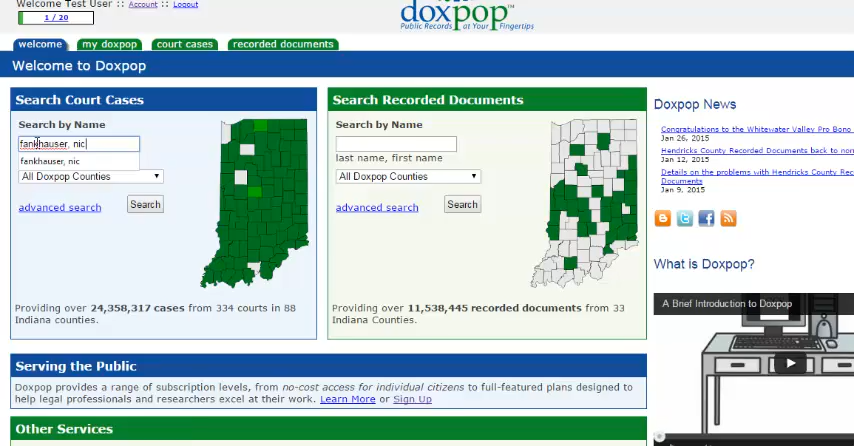 Welcome Test User :: Account :: Logout
1 / 20
doxpop™
Public Records at Your Fingertips
welcome
my doxpop
court cases
recorded documents
Welcome to Doxpop
Search Court Cases
Search by Name
fankhauser, nic
fankhauser, nic
All Doxpop Counties
advanced search
Search
Providing over 24,358,317 cases from 334 courts in 88
Indiana counties.
Search Recorded Documents
Search by Name
last name, first name
All Doxpop Counties
advanced search
Search
Providing over 11,538,445 recorded documents from 33
Indiana Counties.
Doxpop News
Congratulations to the Whitewater Valley Pro Bono
Jan 26, 2015
Hendricks County Recorded Documents back to nor
Jan 12, 2015
Details on the problems with Hendricks County Rec
Documents
Jan 9, 2015
What is Doxpop?
A Brief Introduction to Doxpop
Serving the Public
Doxpop provides a range of subscription levels, from no-cost access for individual citizens to full-featured plans designed to
help legal professionals and researchers excel at their work. Learn More or Sign Up
Other Services